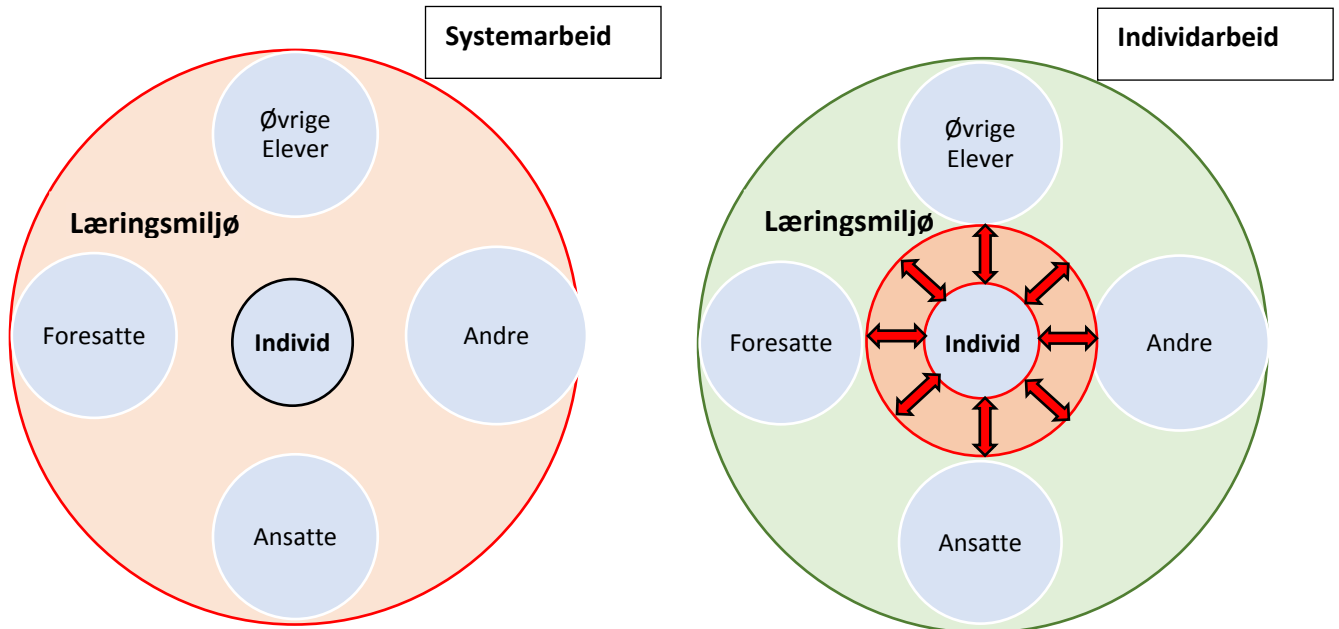 Systemarbeid
Øvrige
Elever
Læringsmiljø
Foresatte
Individ
Andre
Ansatte
Individarbeid
Øvrige
Elever
Læringsmiljø
Foresatte
Individ
Andre
Ansatte